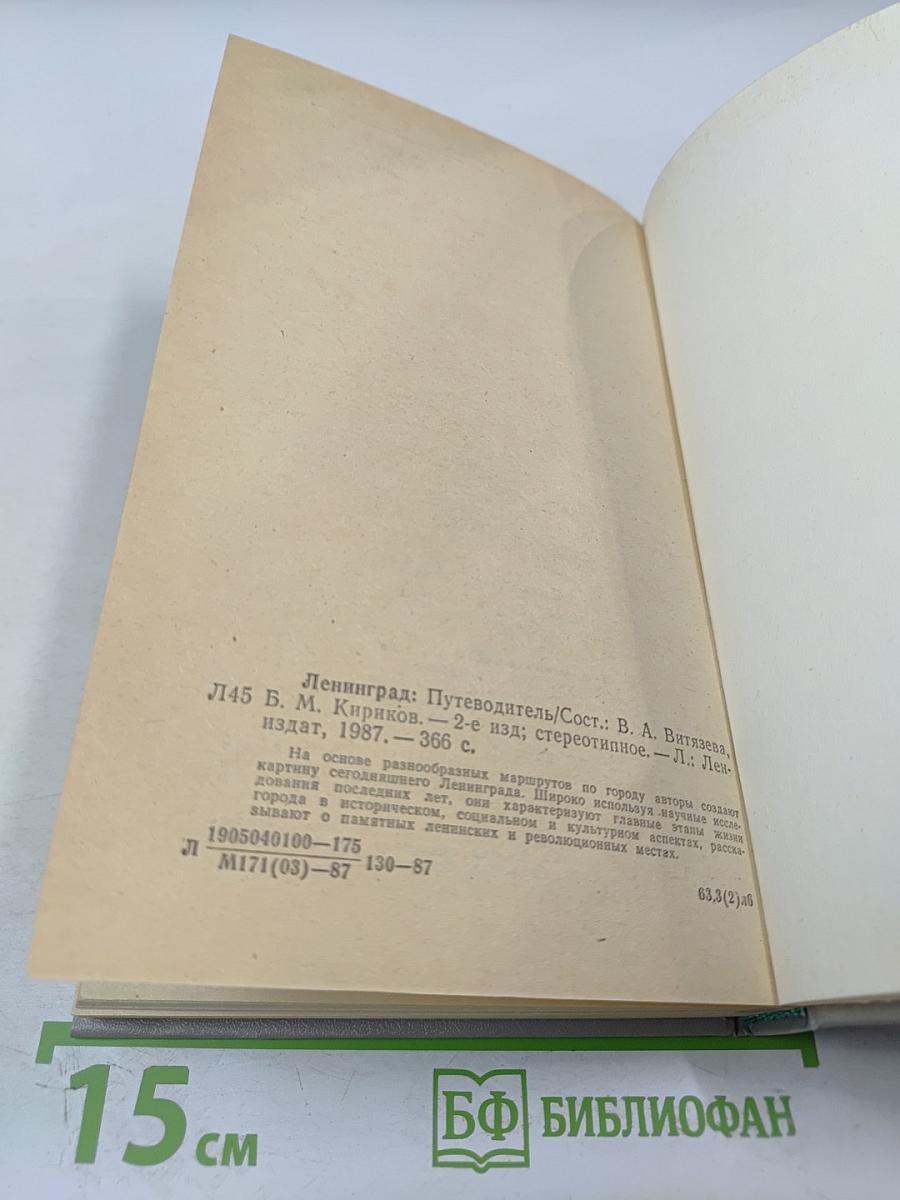 Ленинград: Путеводитель/Сост.: В. А. Витязева,
Л45 Б. М. Кириков. — 2-е изд; стереотипное. — Л.: Лен-
издат, 1987. — 366 с.
На основе разнообразных маршрутов по городу авторы создают
картину сегодняшнего Ленинграда. Широко используя научные иссле-
дования последних лет, они характеризуют главные этапы жизни
города в историческом, социальном и культурном аспектах, расска-
зывают о памятных ленинских и революционных местах.
Л 1905040100—175
М171(03)—87 130—87
63,3(2)л6
15 см
БФ БИБЛИОФАН